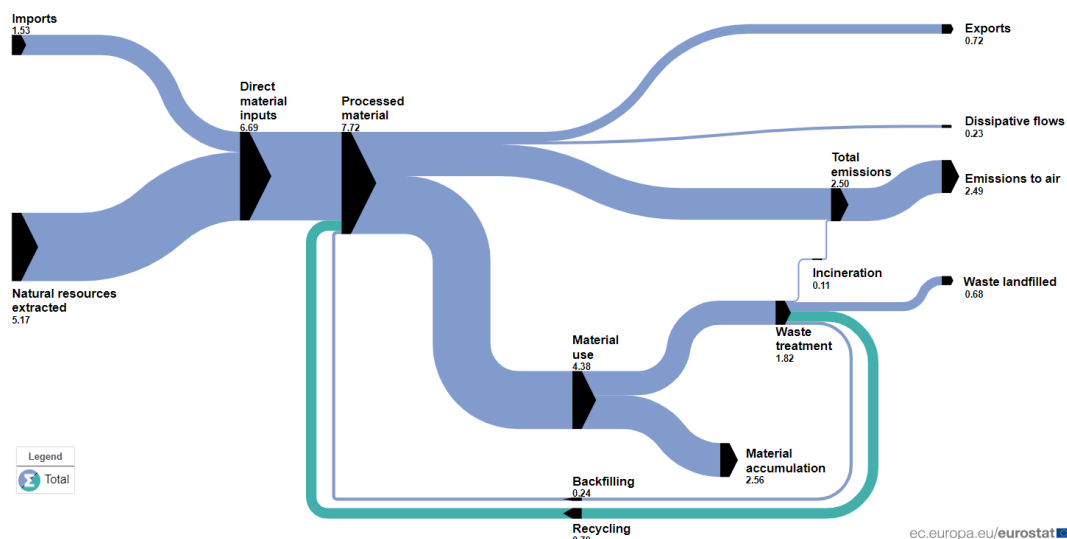 Imports
1.53
Exports
0.72
Direct
material
inputs
6.69
Processed
material
7.72
Dissipative flows
0.23
Total
emissions
2.50
Emissions to air
2.49
Incineration
0.11
Waste landfilled
0.68
Natural resources
extracted
5.17
Waste
treatment
1.82
Material
use
4.38
Material
accumulation
2.56
Legend
Σ Total
Backfilling
0.24
Recycling
ec.europa.eu/eurostat